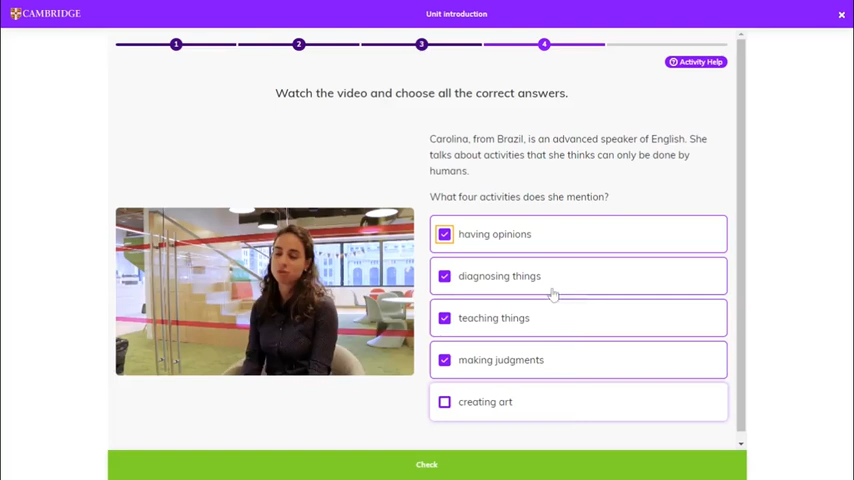 CAMBRIDGE
Unit introduction
1
2
3
4
Activity Help
Watch the video and choose all the correct answers.
Carolina, from Brazil, is an advanced speaker of English. She
talks about activities that she thinks can only be done by
humans.
What four activities does she mention?
having opinions
diagnosing things
teaching things
making judgments
creating art
Check